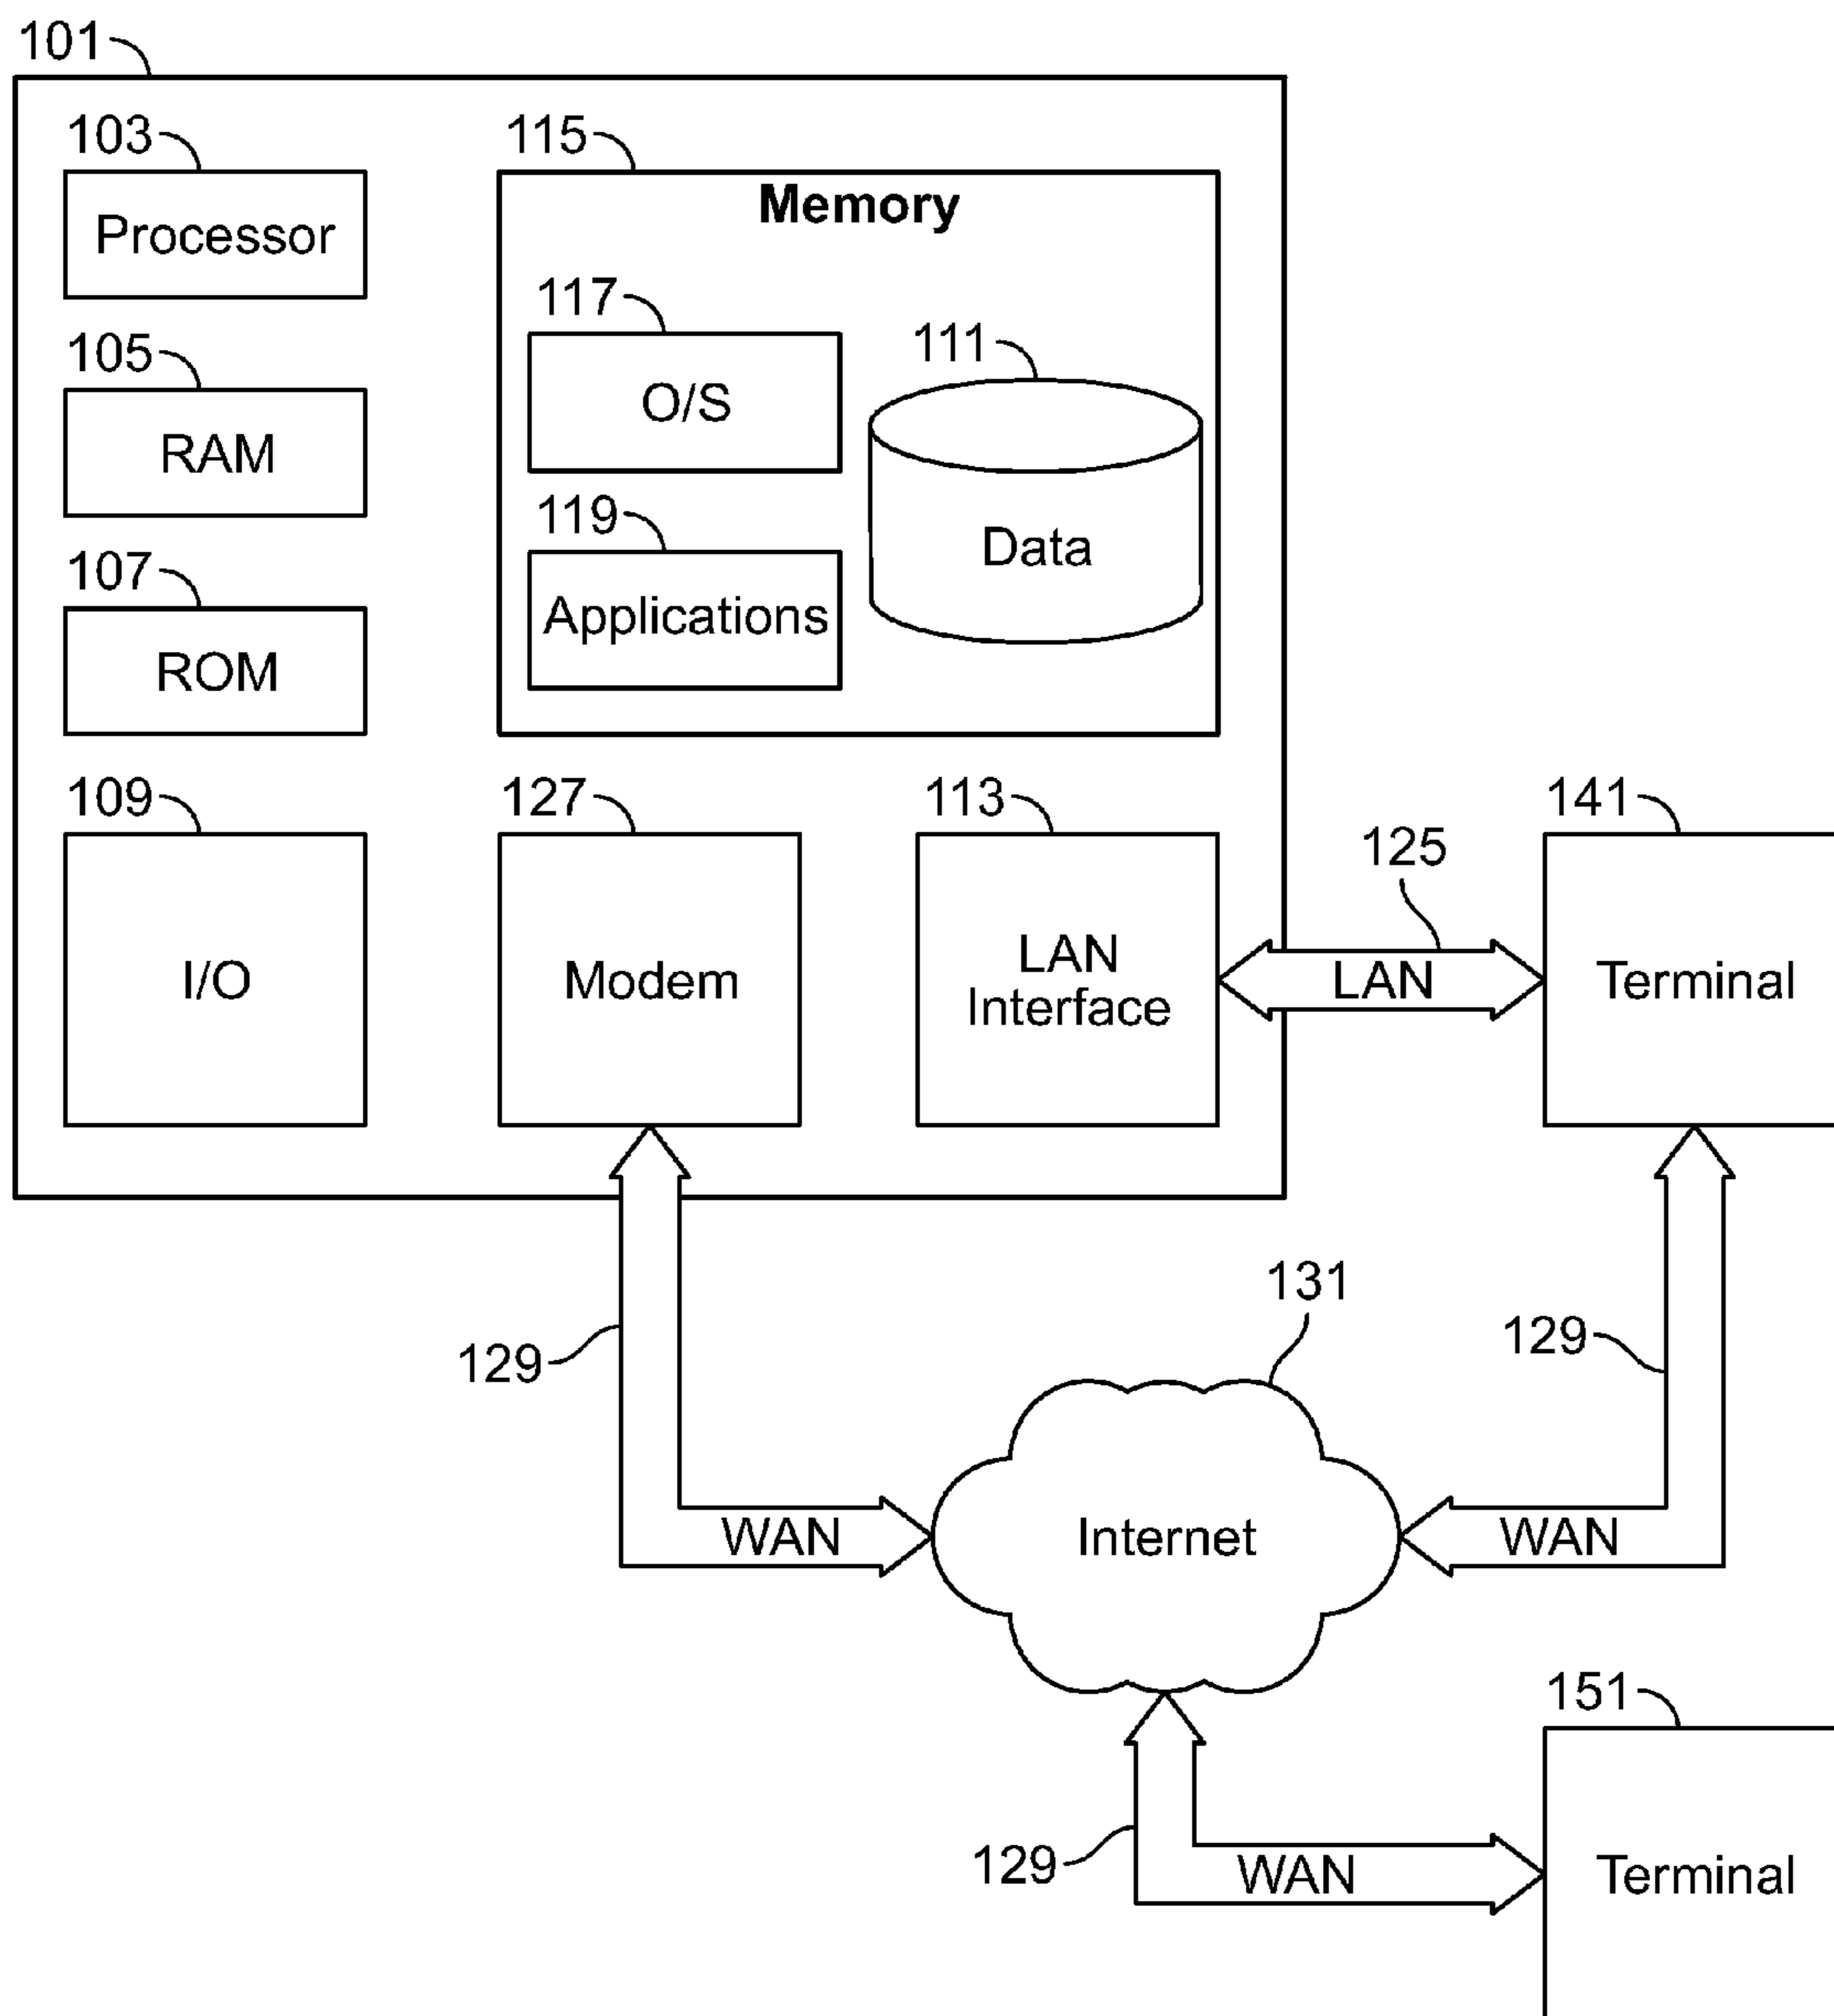 101
103
Processor
105
RAM
107
ROM
109
I/O
115
Memory
117
O/S
119
Applications
111
Data
127
Modem
113
LAN
Interface
125
LAN
141
Terminal
129
WAN
131
Internet
129
WAN
129
WAN
151
Terminal